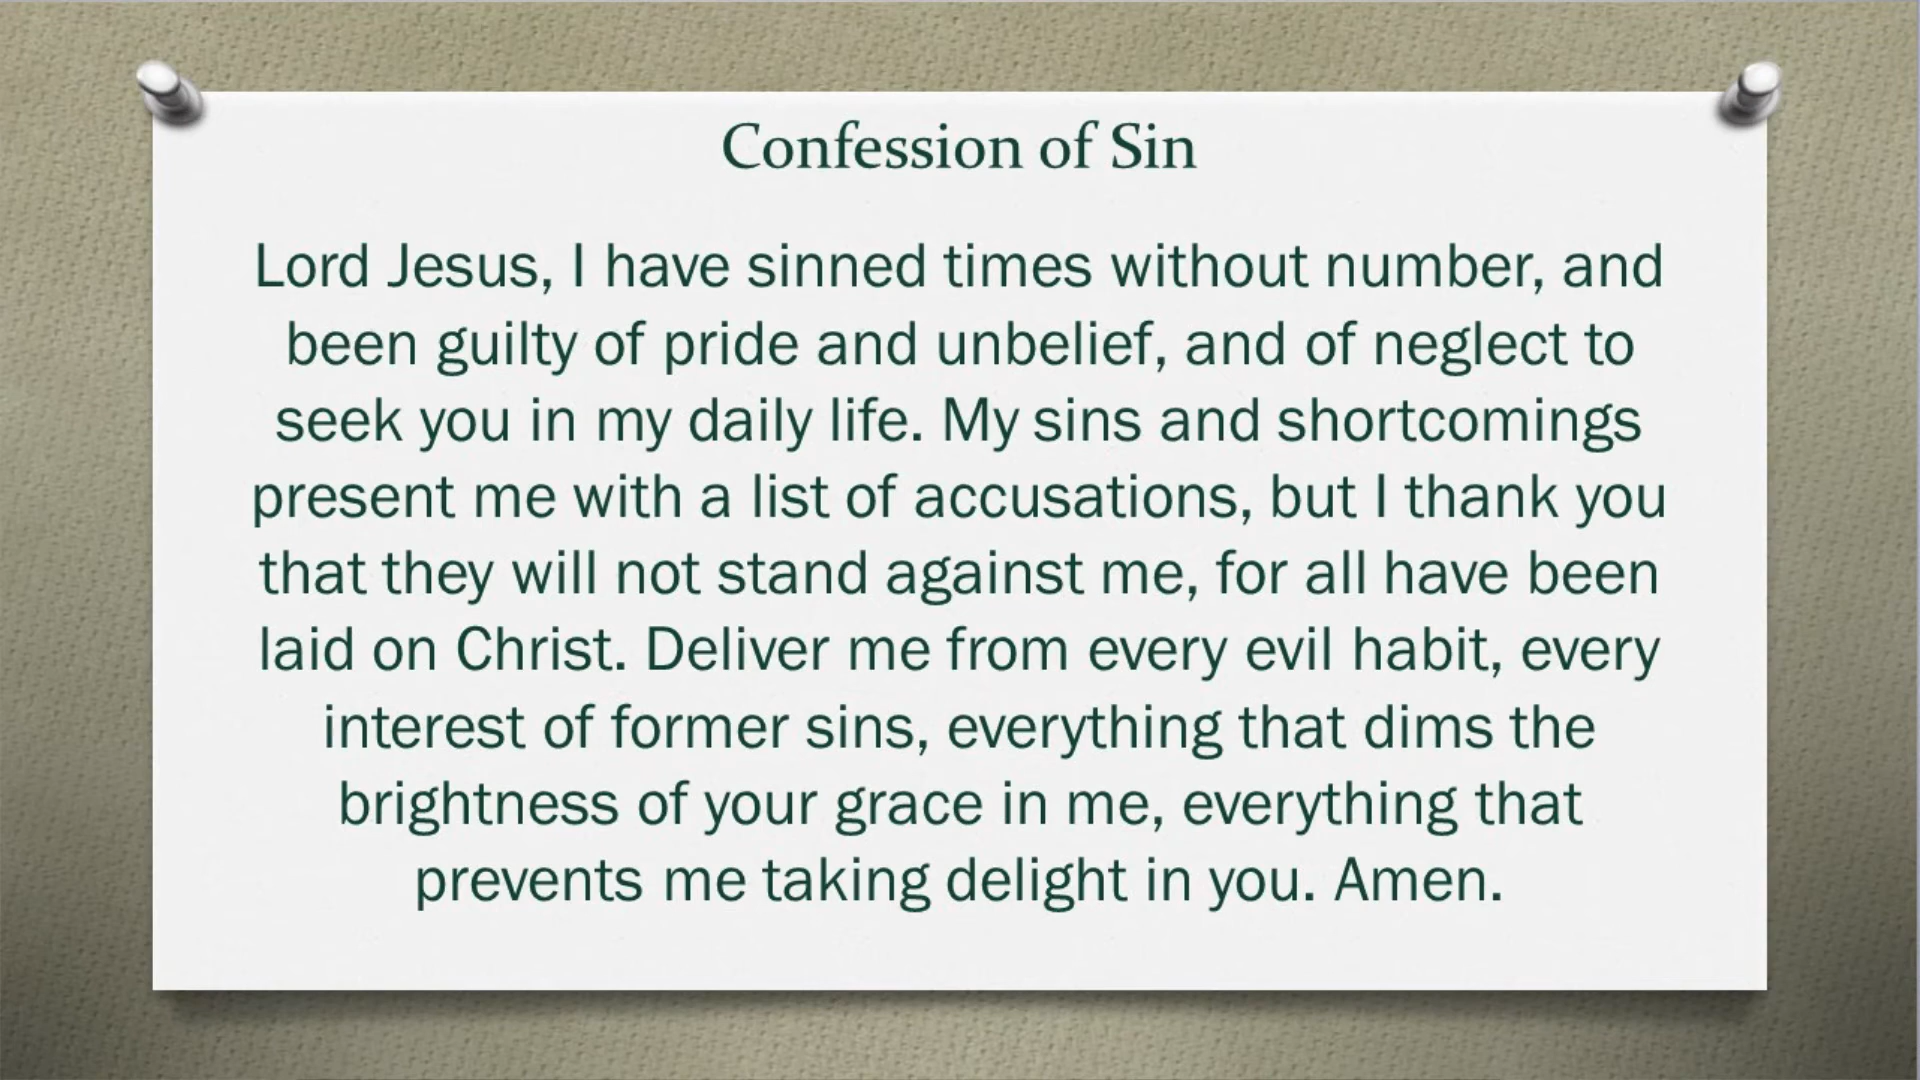 Confession of Sin
Lord Jesus, I have sinned times without number, and
been guilty of pride and unbelief, and of neglect to
seek you in my daily life. My sins and shortcomings
present me with a list of accusations, but I thank you
that they will not stand against me, for all have been
laid on Christ. Deliver me from every evil habit, every
interest of former sins, everything that dims the
brightness of your grace in me, everything that
prevents me taking delight in you. Amen.